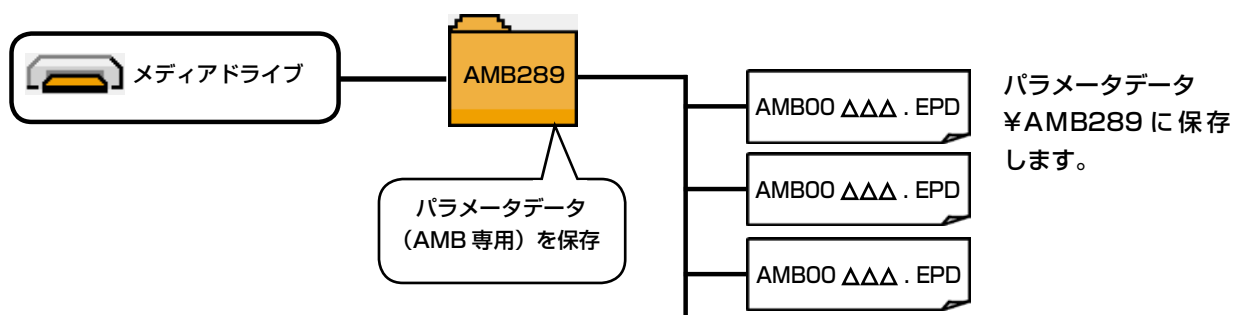 メディアドライブ
AMB289
パラメータデータ
（AMB 専用）を保存
AMB00 △△△ . EPD
AMB00 △△△ . EPD
AMB00 △△△ . EPD
パラメータデータ
¥AMB289 に保存
します。